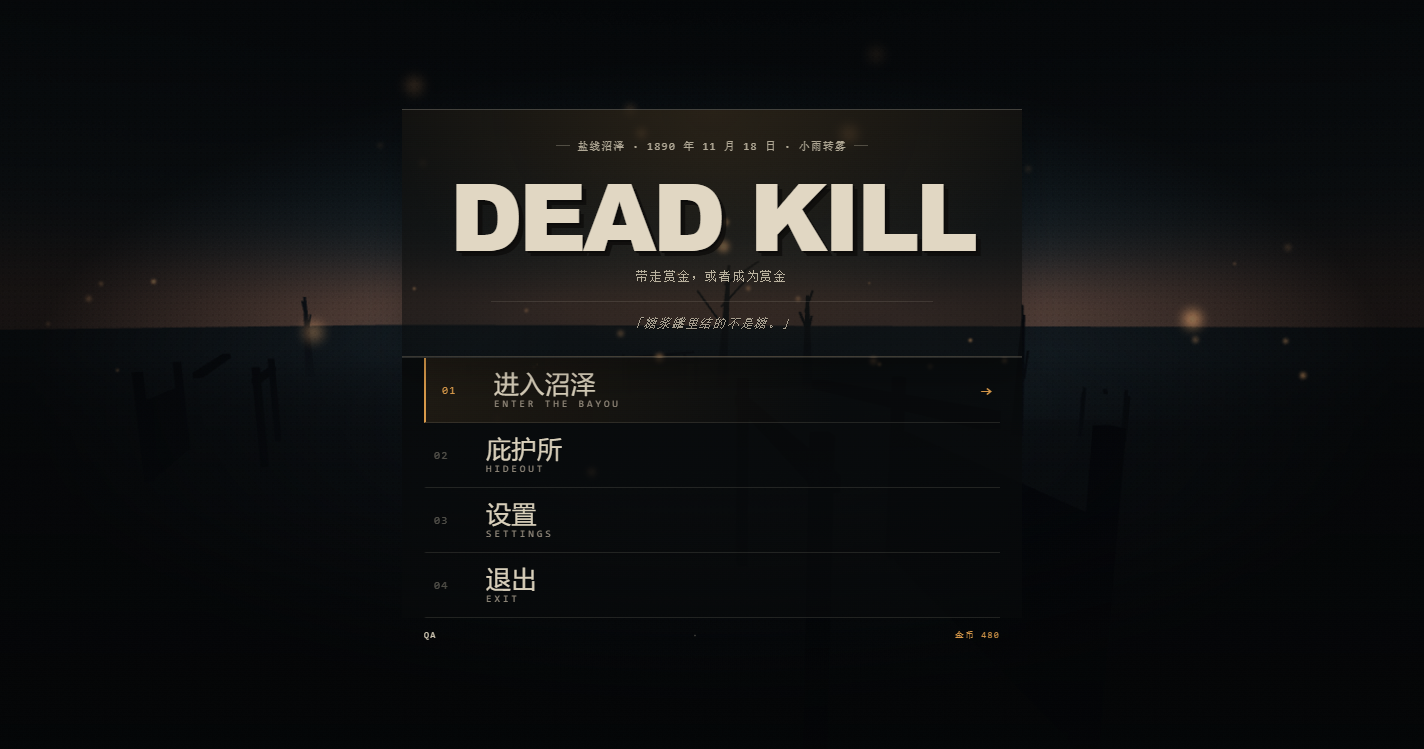 盐线沼泽 · 1890 年 11 月 18 日 · 小雨转雾
DEAD KILL
带走赏金，或者成为赏金
「糖浆罐里结的不是糖。」
01 进入沼泽 →
ENTER THE BAYOU
02 庇护所
HIDEOUT
03 设置
SETTINGS
04 退出
EXIT
QA · 金币 480